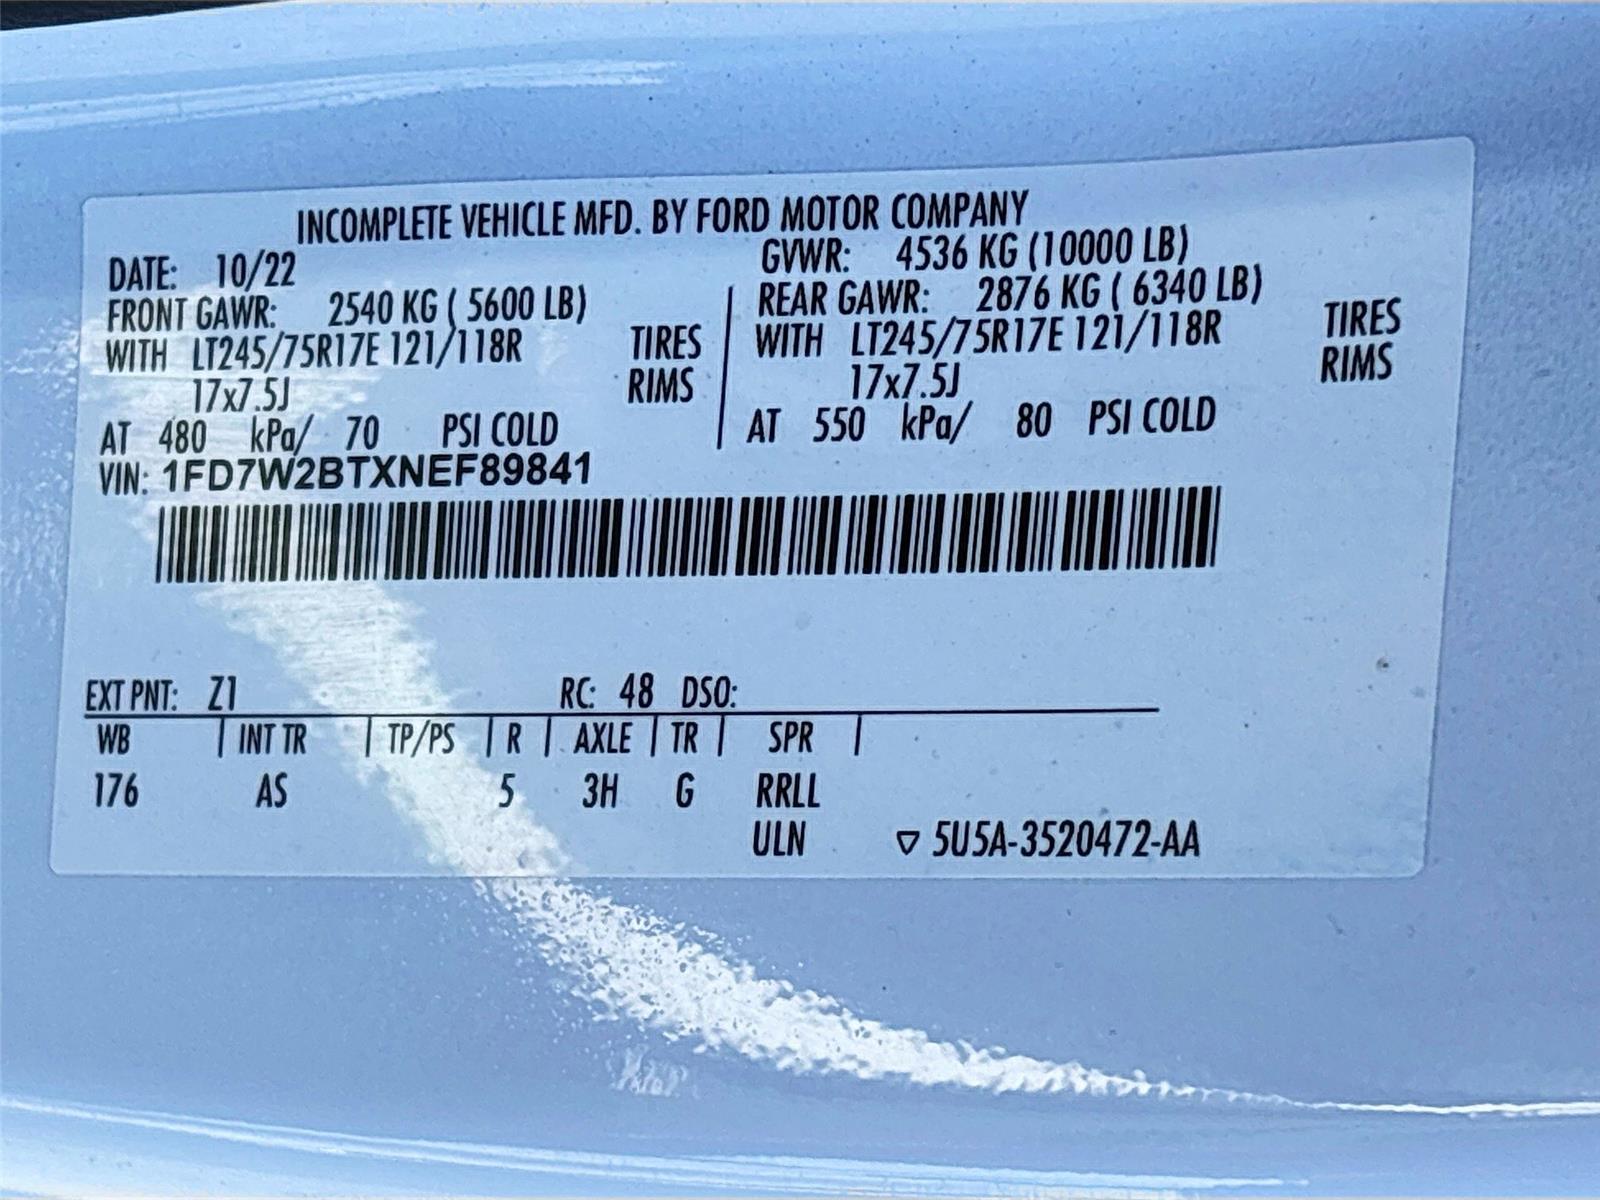 INCOMPLETE VEHICLE MFD. BY FORD MOTOR COMPANY
DATE: 10/22 GVWR: 4536 KG (10000 LB)
FRONT GAWR: 2540 KG ( 5600 LB) REAR GAWR: 2876 KG ( 6340 LB)
WITH LT245/75R17E 121/118R TIRES WITH LT245/75R17E 121/118R TIRES
17x7.5J RIMS 17x7.5J RIMS
AT 480 kPa/ 70 PSI COLD AT 550 kPa/ 80 PSI COLD
VIN: 1FD7W2BTXNEF89841
EXT PNT: Z1 RC: 48 DSO:
WB INT TR TP/PS R AXLE TR SPR
176 AS 5 3H G RRLL
ULN ▽ 5U5A-3520472-AA